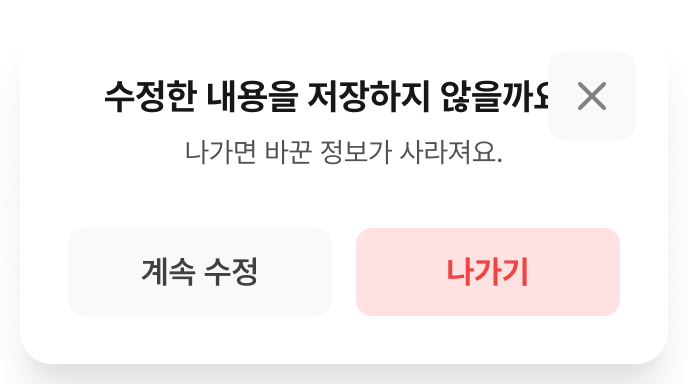 수정한 내용을 저장하지 않을까요
나가면 바꾼 정보가 사라져요.
계속 수정
나가기